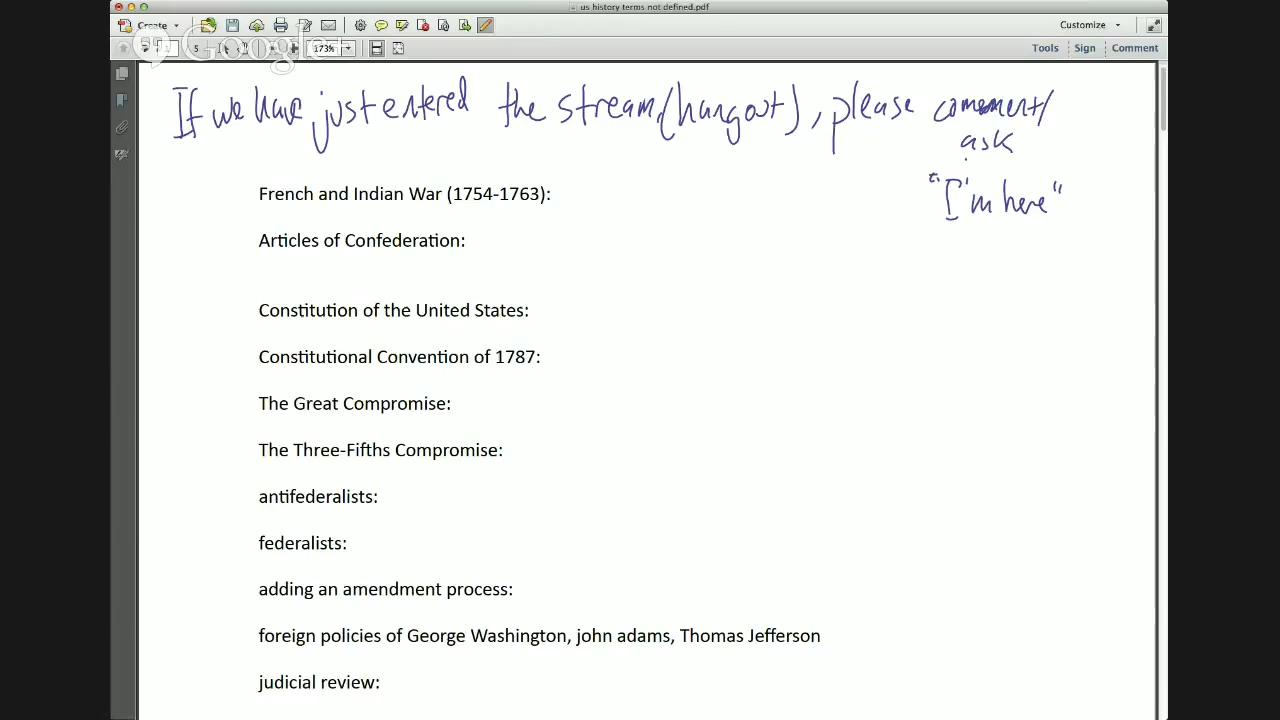 us history terms not defined.pdf
Create
Customize
5
173%
Tools
Sign
Comment
Google+
If we have just entered the stream (hangout), please comment/
ask
"I'm here"
French and Indian War (1754-1763):
Articles of Confederation:
Constitution of the United States:
Constitutional Convention of 1787:
The Great Compromise:
The Three-Fifths Compromise:
antifederalists:
federalists:
adding an amendment process:
foreign policies of George Washington, john adams, Thomas Jefferson
judicial review: